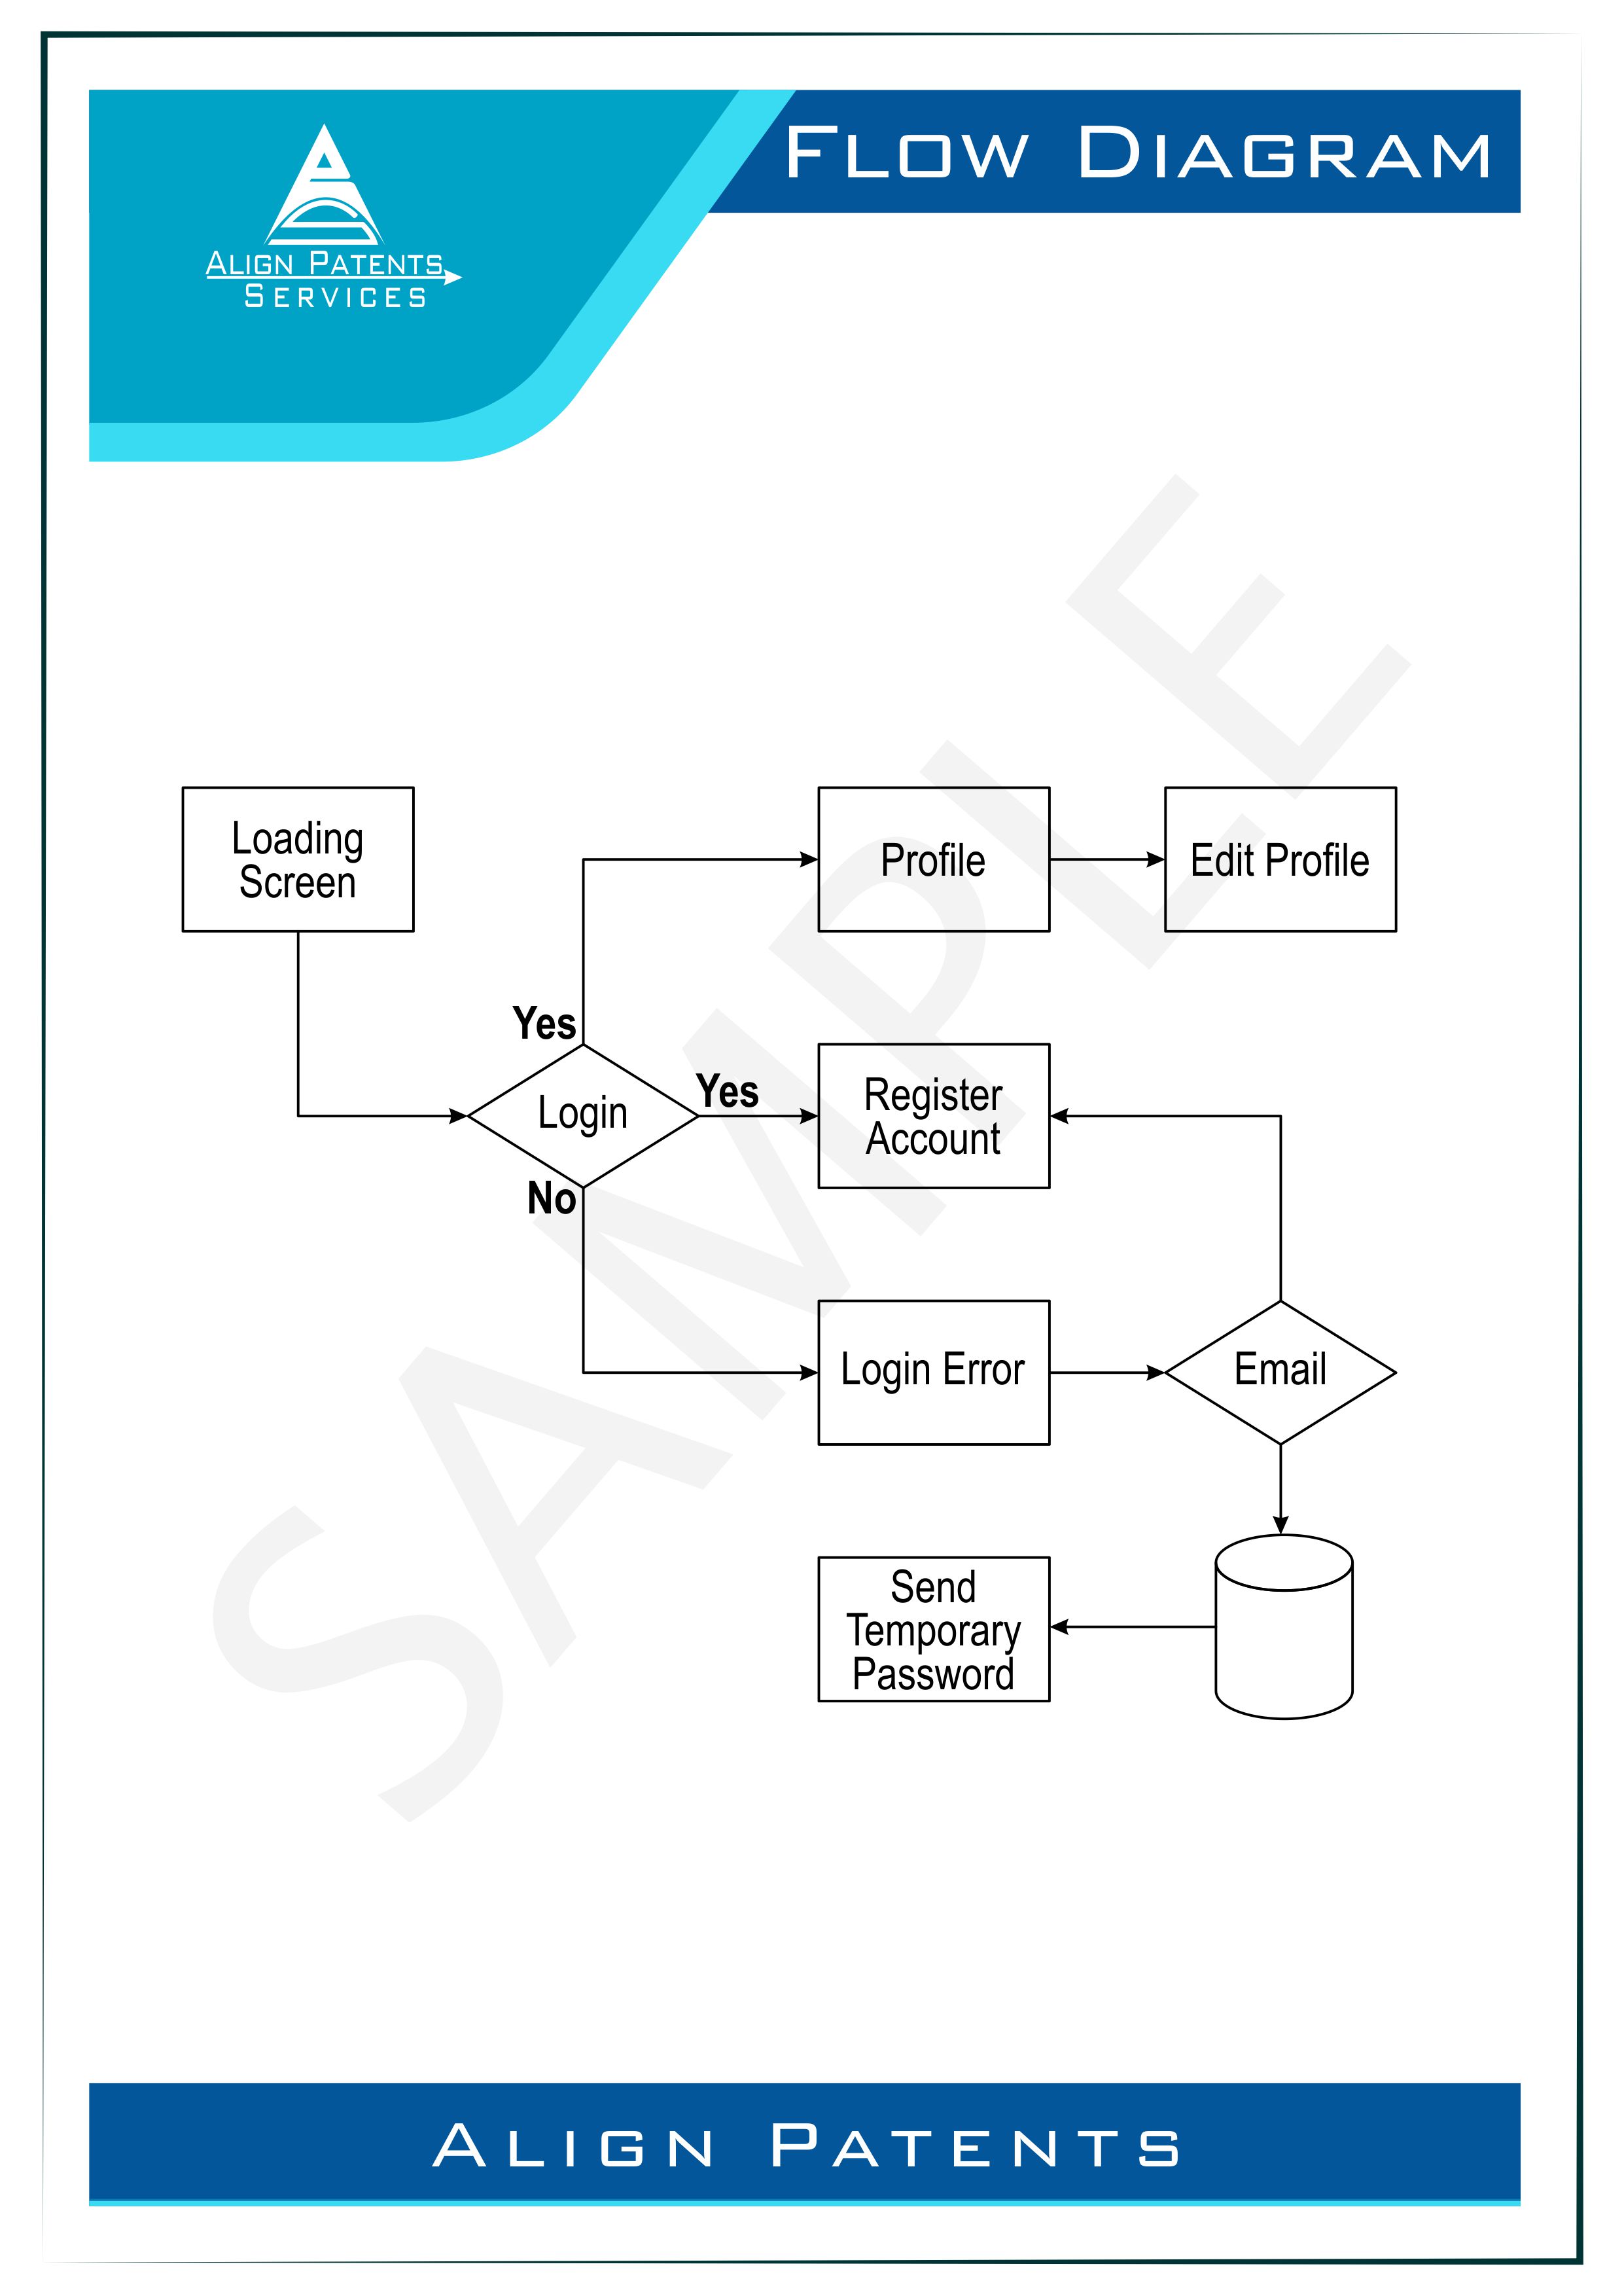 FLOW DIAGRAM
ALIGN PATENTS
SERVICES
Loading
Screen
Profile
Edit Profile
Yes
Login
Yes
Register
Account
No
Login Error
Email
Send
Temporary
Password
SAMPLE
ALIGN PATENTS